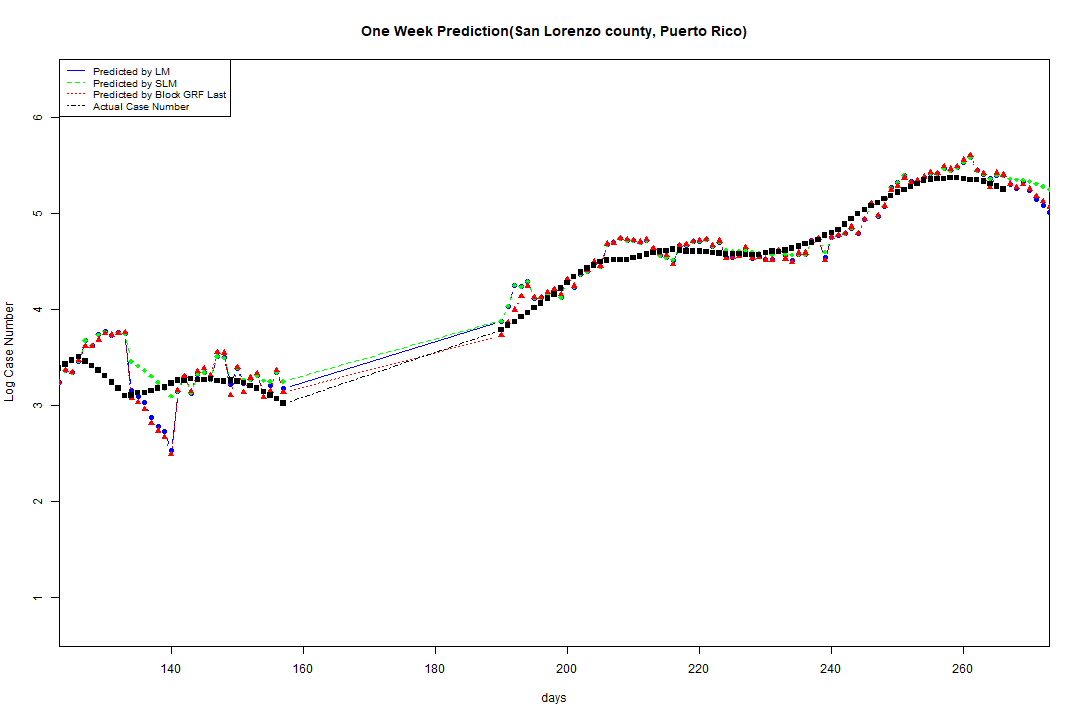 One Week Prediction(San Lorenzo county, Puerto Rico)
Predicted by LM
Predicted by SLM
Predicted by Block GRF Last
Actual Case Number
Log Case Number
6
5
4
3
2
1
140
160
180
200
220
240
260
days